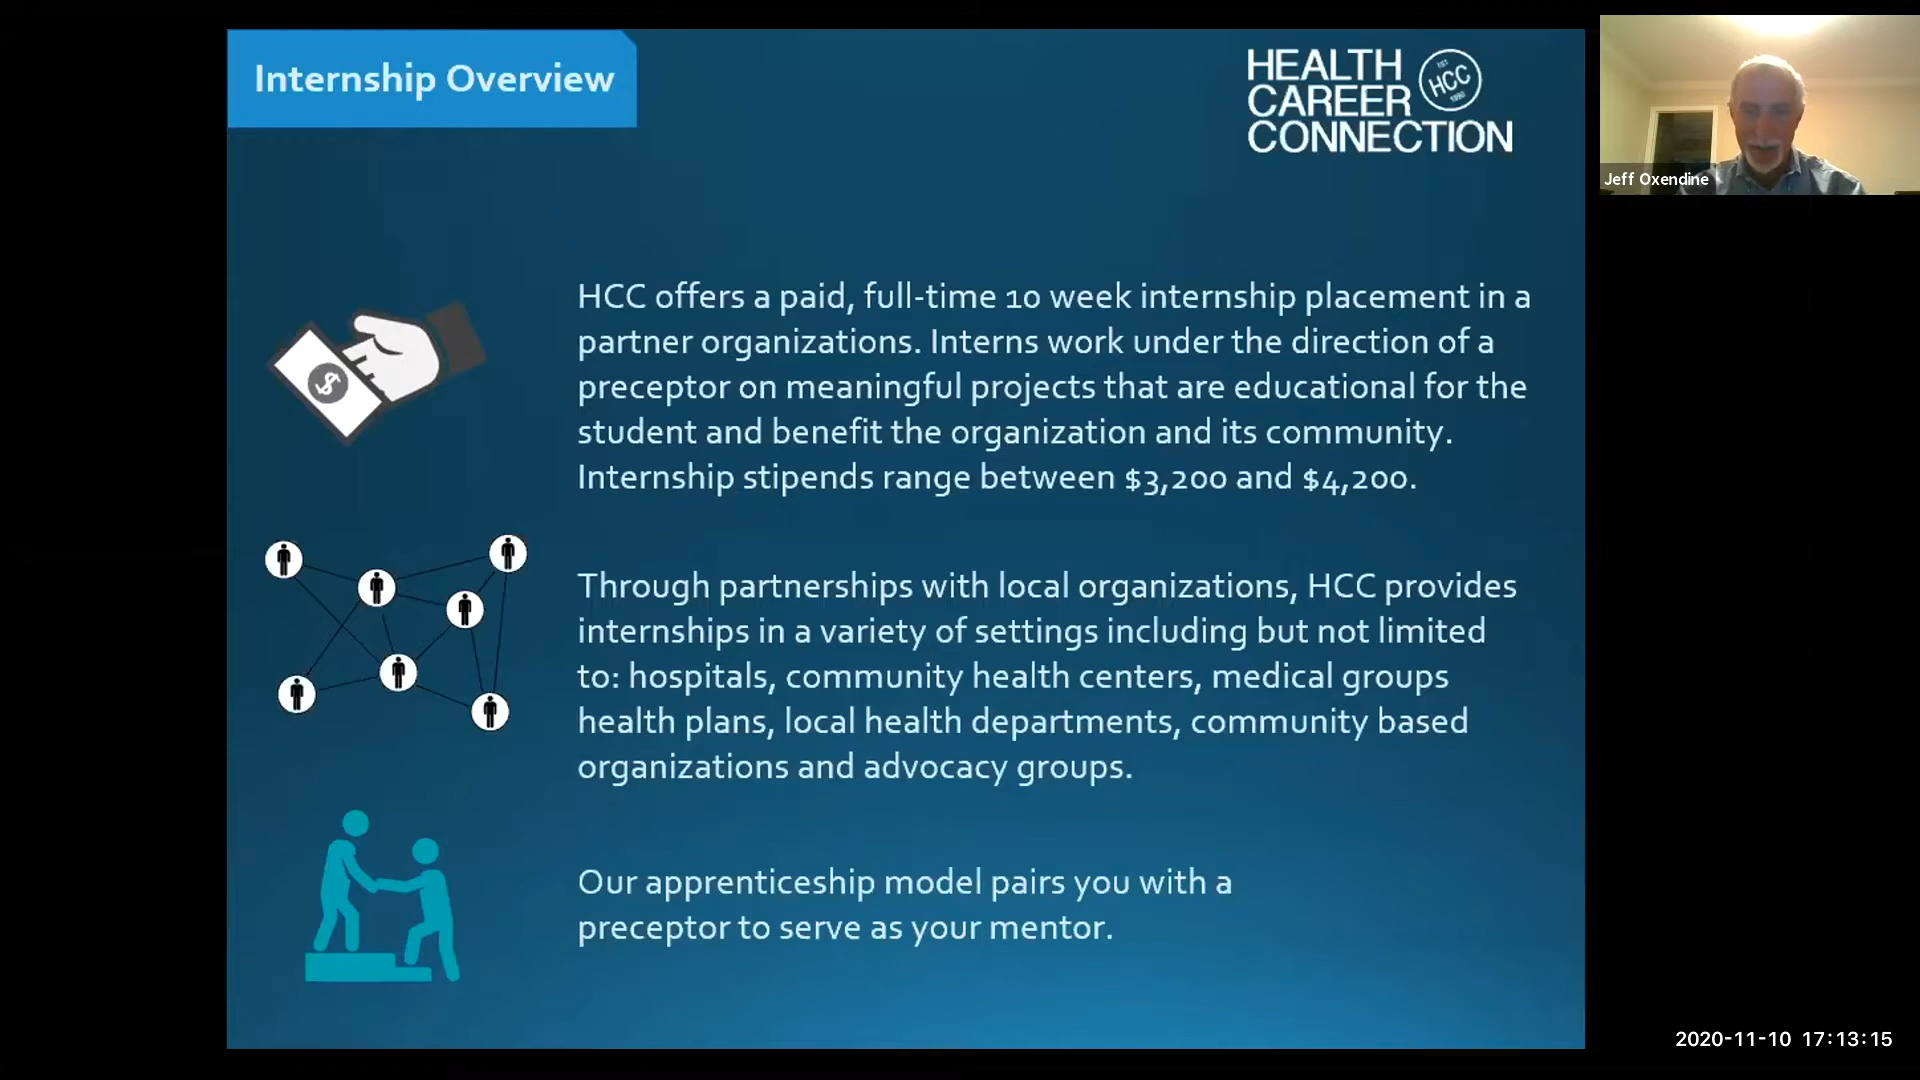 Internship Overview
HEALTH
CAREER
CONNECTION
EST
HCC
1990
Jeff Oxendine
HCC offers a paid, full-time 10 week internship placement in a
partner organizations. Interns work under the direction of a
preceptor on meaningful projects that are educational for the
student and benefit the organization and its community.
Internship stipends range between $3,200 and $4,200.
$
Through partnerships with local organizations, HCC provides
internships in a variety of settings including but not limited
to: hospitals, community health centers, medical groups
health plans, local health departments, community based
organizations and advocacy groups.
Our apprenticeship model pairs you with a
preceptor to serve as your mentor.
2020-11-10 17:13:15